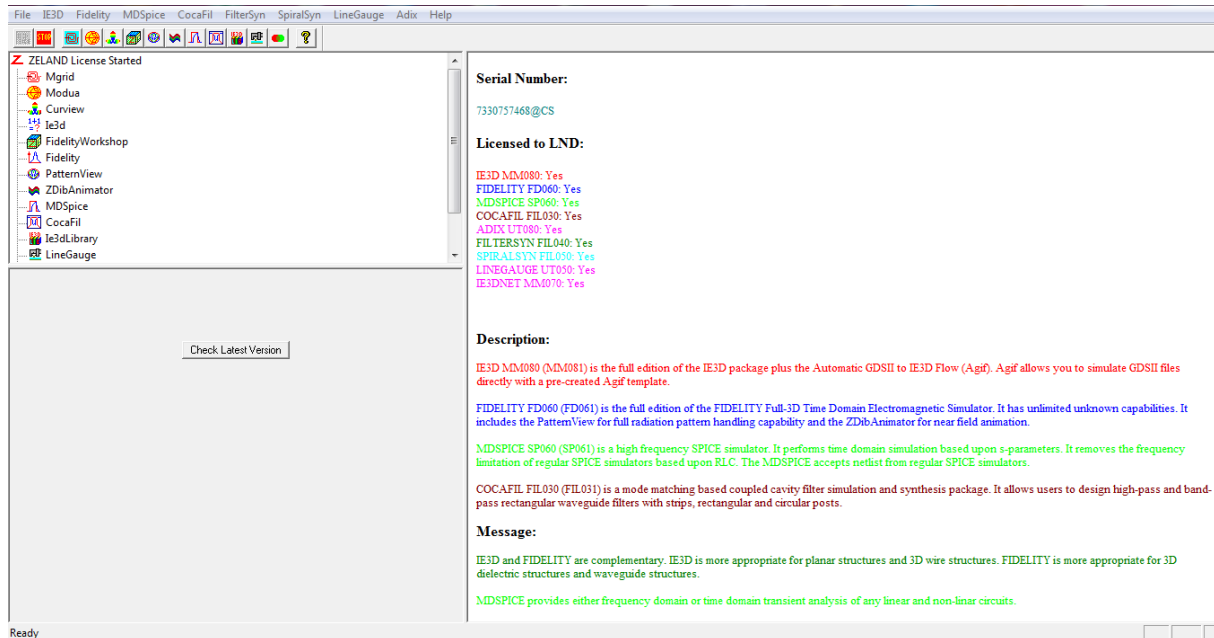 File IE3D Fidelity MDSpice CocaFil FilterSyn SpiralSyn LineGauge Adix Help
STOP
ZELAND License Started
Mgrid
Modua
Curview
Ie3d
FidelityWorkshop
Fidelity
PatternView
ZDibAnimator
MDSpice
CocaFil
Ie3dLibrary
LineGauge
Check Latest Version
Serial Number:
7330757468@CS
Licensed to LND:
IE3D MM080: Yes
FIDELITY FD060: Yes
MDSPICE SP060: Yes
COCAFIL FIL030: Yes
ADIX UT080: Yes
FILTERSYN FIL040: Yes
SPIRALSYN FIL050: Yes
LINEGAUGE UT050: Yes
IE3DNET MM070: Yes
Description:
IE3D MM080 (MM081) is the full edition of the IE3D package plus the Automatic GDSII to IE3D Flow (Agif). Agif allows you to simulate GDSII files
directly with a pre-created Agif template.
FIDELITY FD060 (FD061) is the full edition of the FIDELITY Full-3D Time Domain Electromagnetic Simulator. It has unlimited unknown capabilities. It
includes the PatternView for full radiation pattern handling capability and the ZDibAnimator for near field animation.
MDSPICE SP060 (SP061) is a high frequency SPICE simulator. It performs time domain simulation based upon s-parameters. It removes the frequency
limitation of regular SPICE simulators based upon RLC. The MDSPICE accepts netlist from regular SPICE simulators.
COCAFIL FIL030 (FIL031) is a mode matching based coupled cavity filter simulation and synthesis package. It allows users to design high-pass and band-
pass rectangular waveguide filters with strips, rectangular and circular posts.
Message:
IE3D and FIDELITY are complementary. IE3D is more appropriate for planar structures and 3D wire structures. FIDELITY is more appropriate for 3D
dielectric structures and waveguide structures.
MDSPICE provides either frequency domain or time domain transient analysis of any linear and non-linar circuits.
Ready